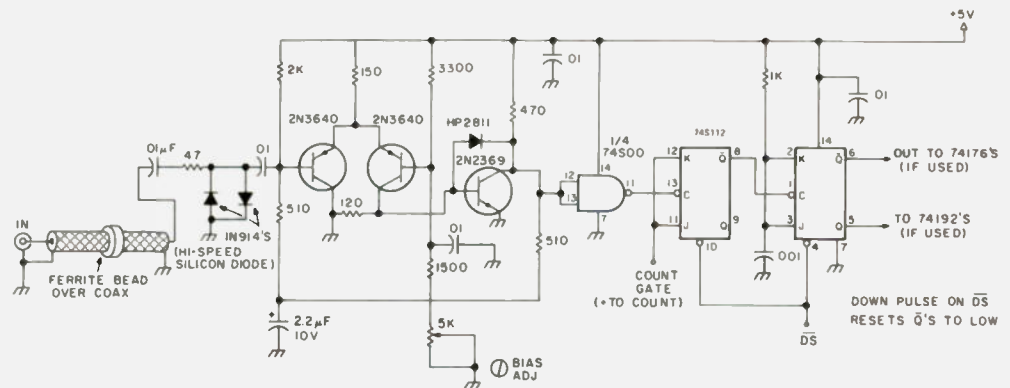 +5V
2K
150
3300
.01
1K
.01
470
2N3640
2N3640
HP2811
2N2369
1/4
74S00
74S112
.01µF
47
.01
12
13
14
11
7
12
K
Q̄
8
13
C
11
J
Q
9
10
14
2
K
Q̄
6
1
C
3
J
Q
5
4
7
OUT TO 74176'S
(IF USED)
TO 74192'S
(IF USED)
IN
1N914'S
(HI-SPEED
SILICON DIODE)
FERRITE BEAD
OVER COAX
510
120
.01
1500
510
.001
COUNT
GATE
(+TO COUNT)
+
2.2µF
10V
5K
BIAS
ADJ
D̄S̄
DOWN PULSE ON D̄S̄
RESETS Q̄'S TO LOW